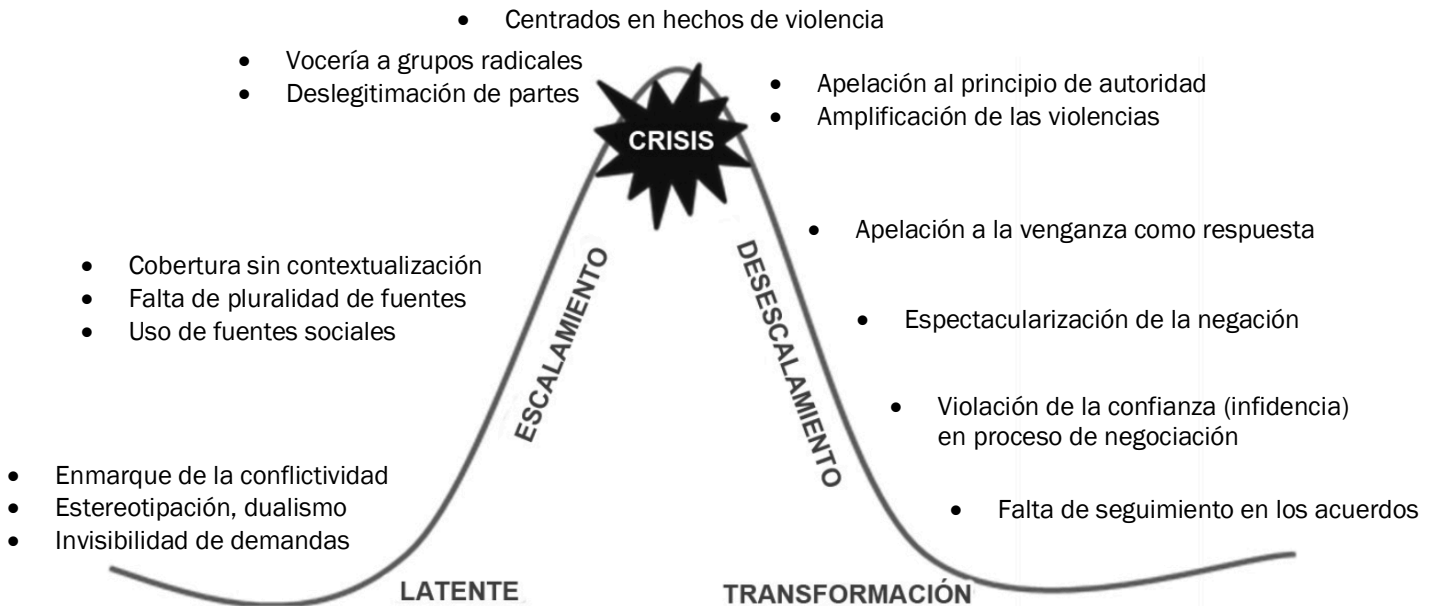 • Centrados en hechos de violencia
• Vocería a grupos radicales
• Deslegitimación de partes
• Apelación al principio de autoridad
• Amplificación de las violencias
CRISIS
• Apelación a la venganza como respuesta
• Cobertura sin contextualización
• Falta de pluralidad de fuentes
• Uso de fuentes sociales
ESCALAMIENTO
DESESCALAMIENTO
• Espectacularización de la negación
• Violación de la confianza (infidencia)
en proceso de negociación
• Enmarque de la conflictividad
• Estereotipación, dualismo
• Invisibilidad de demandas
• Falta de seguimiento en los acuerdos
LATENTE
TRANSFORMACIÓN